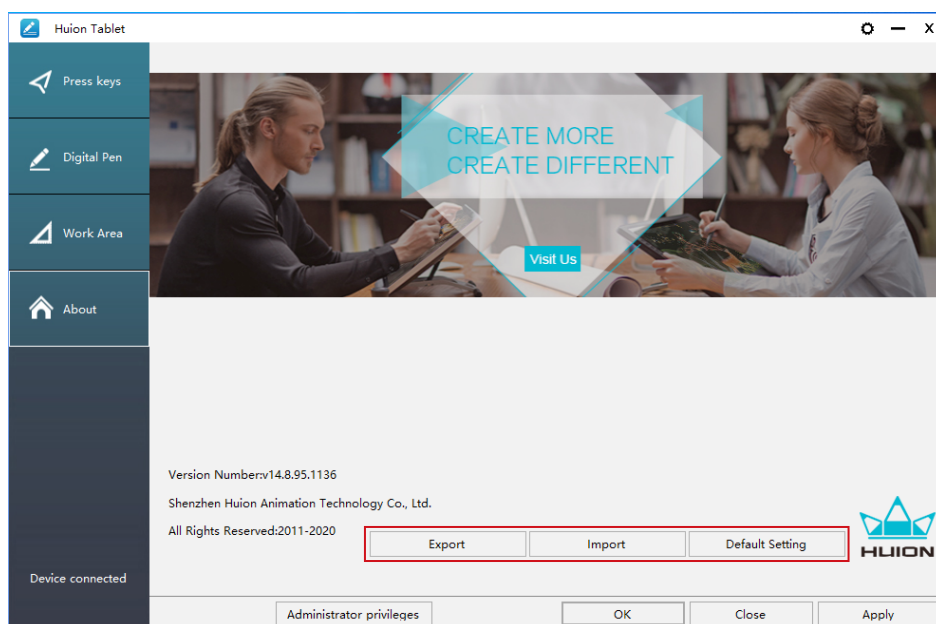 Huion Tablet
X
Press keys
Digital Pen
Work Area
About
CREATE MORE
CREATE DIFFERENT
Visit Us
Version Number:v14.8.95.1136
Shenzhen Huion Animation Technology Co., Ltd.
All Rights Reserved:2011-2020
Export Import Default Setting
HUION
Device connected
Administrator privileges OK Close Apply